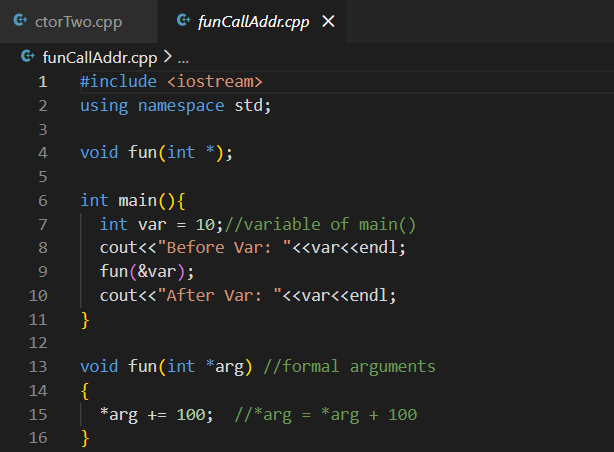 ctorTwo.cpp funCallAddr.cpp
funCallAddr.cpp > ...
1 #include <iostream>
2 using namespace std;
3
4 void fun(int *);
5
6 int main(){
7   int var = 10;//variable of main()
8   cout<<"Before Var: "<<var<<endl;
9   fun(&var);
10   cout<<"After Var: "<<var<<endl;
11 }
12
13 void fun(int *arg) //formal arguments
14 {
15   *arg += 100;  //*arg = *arg + 100
16 }